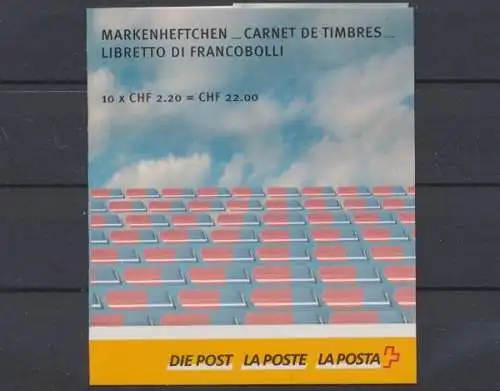 MARKENHEFTCHEN _ CARNET DE TIMBRES _
LIBRETTO DI FRANCOBOLLI
10 x CHF 2.20 = CHF 22.00
DIE POST LA POSTE LA POSTA